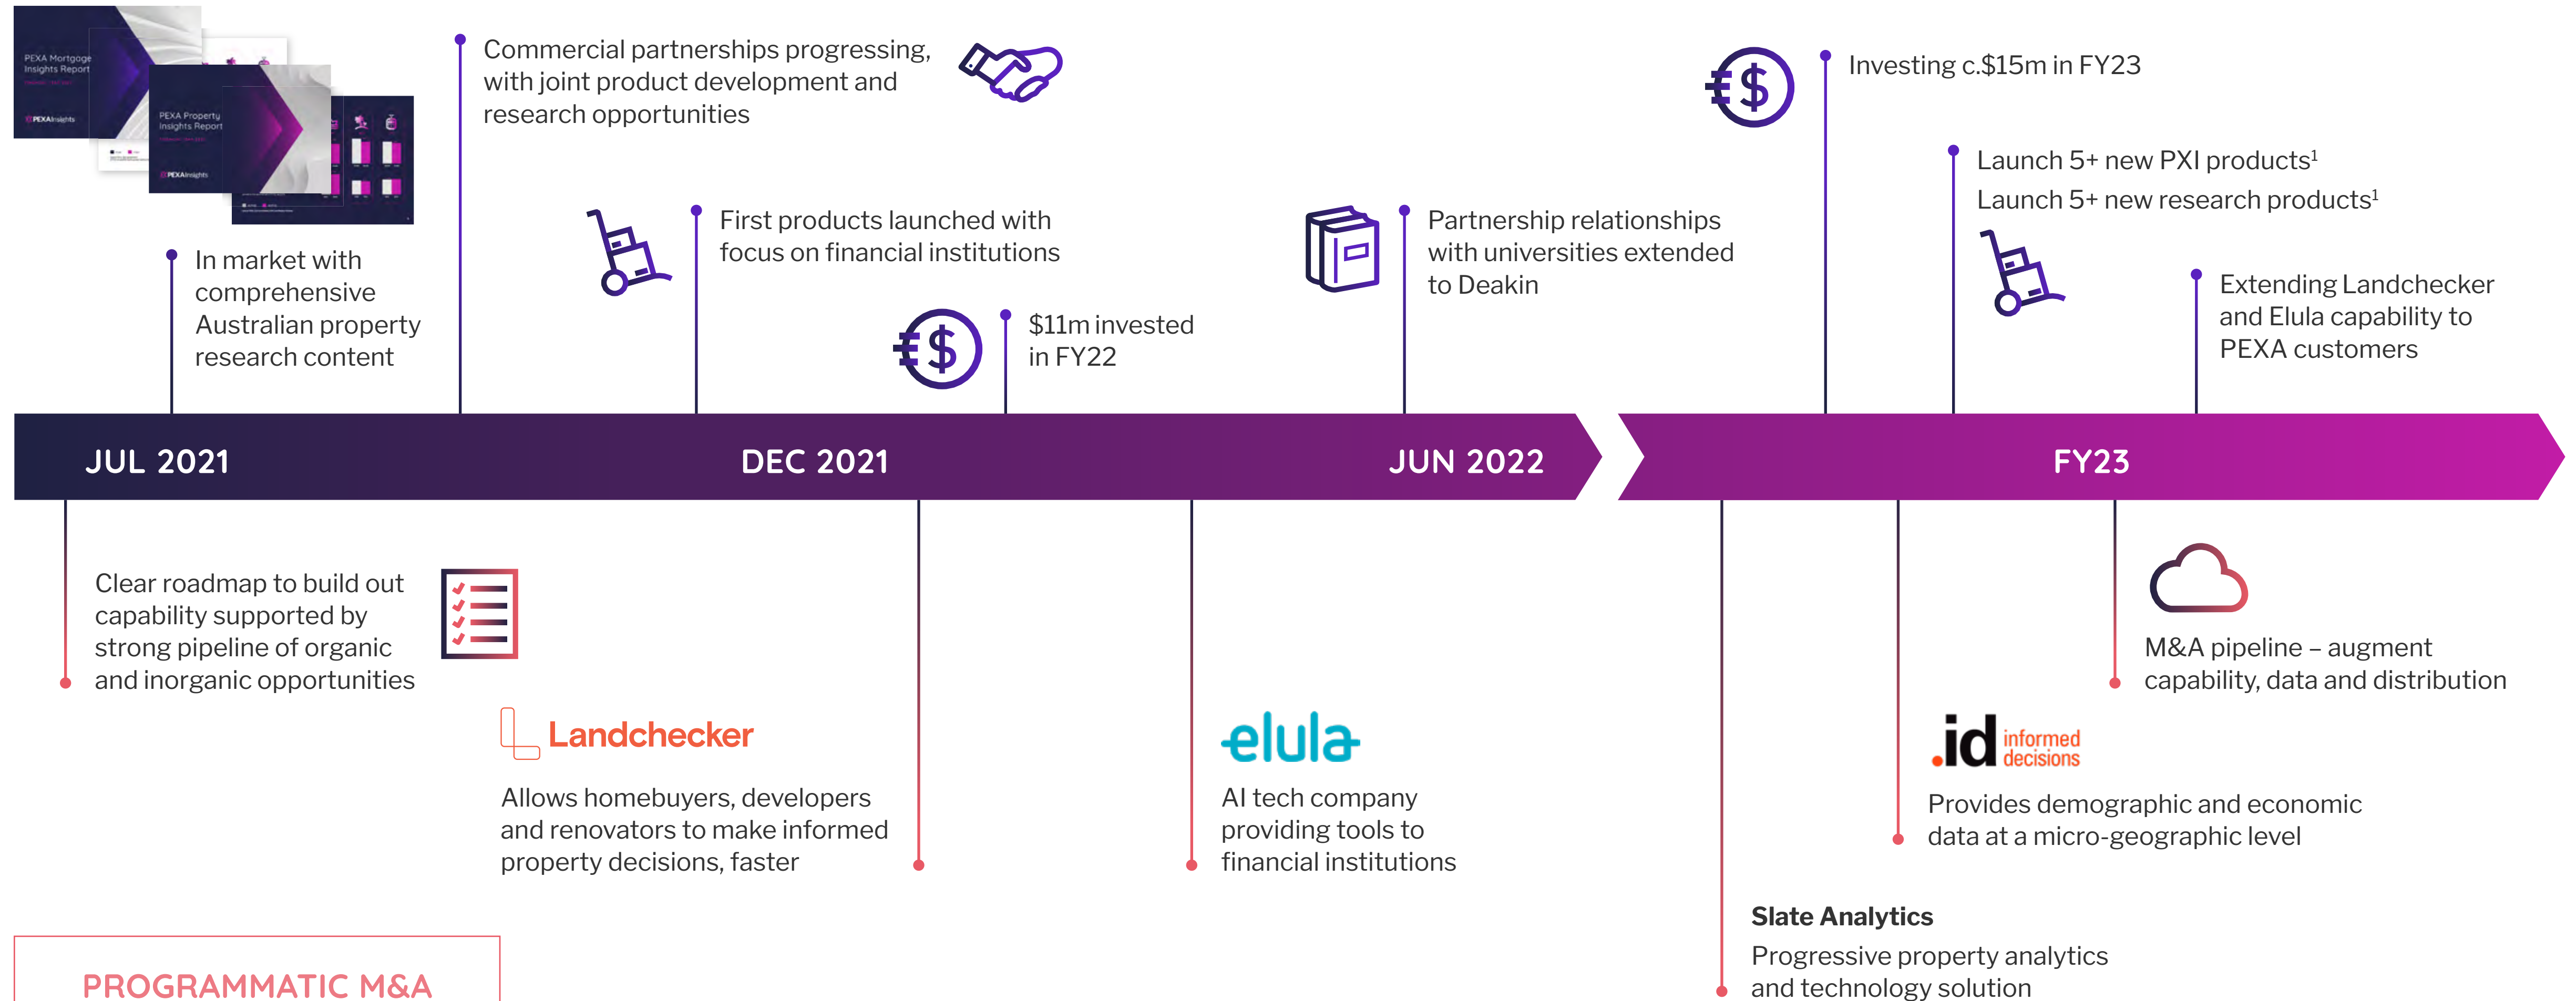 PEXA Mortgage
Insights Report
PEXAInsights
PEXA Property
Insights Report
PEXAInsights
In market with
comprehensive
Australian property
research content
Commercial partnerships progressing,
with joint product development and
research opportunities
First products launched with
focus on financial institutions
$11m invested
in FY22
Partnership relationships
with universities extended
to Deakin
Investing c.$15m in FY23
Launch 5+ new PXI products¹
Launch 5+ new research products¹
Extending Landchecker
and Elula capability to
PEXA customers
JUL 2021
DEC 2021
JUN 2022
FY23
Clear roadmap to build out
capability supported by
strong pipeline of organic
and inorganic opportunities
Landchecker
Allows homebuyers, developers
and renovators to make informed
property decisions, faster
elula
AI tech company
providing tools to
financial institutions
M&A pipeline – augment
capability, data and distribution
.id informed
decisions
Provides demographic and economic
data at a micro-geographic level
Slate Analytics
Progressive property analytics
and technology solution
PROGRAMMATIC M&A